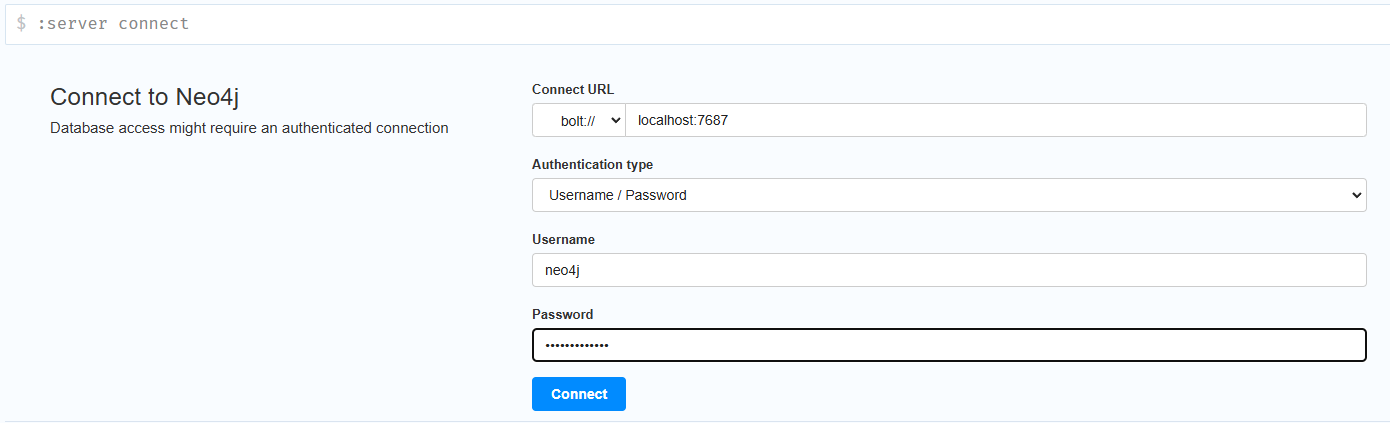 $ :server connect
Connect to Neo4j
Database access might require an authenticated connection
Connect URL
bolt://
localhost:7687
Authentication type
Username / Password
Username
neo4j
Password
•••••••••••••
Connect